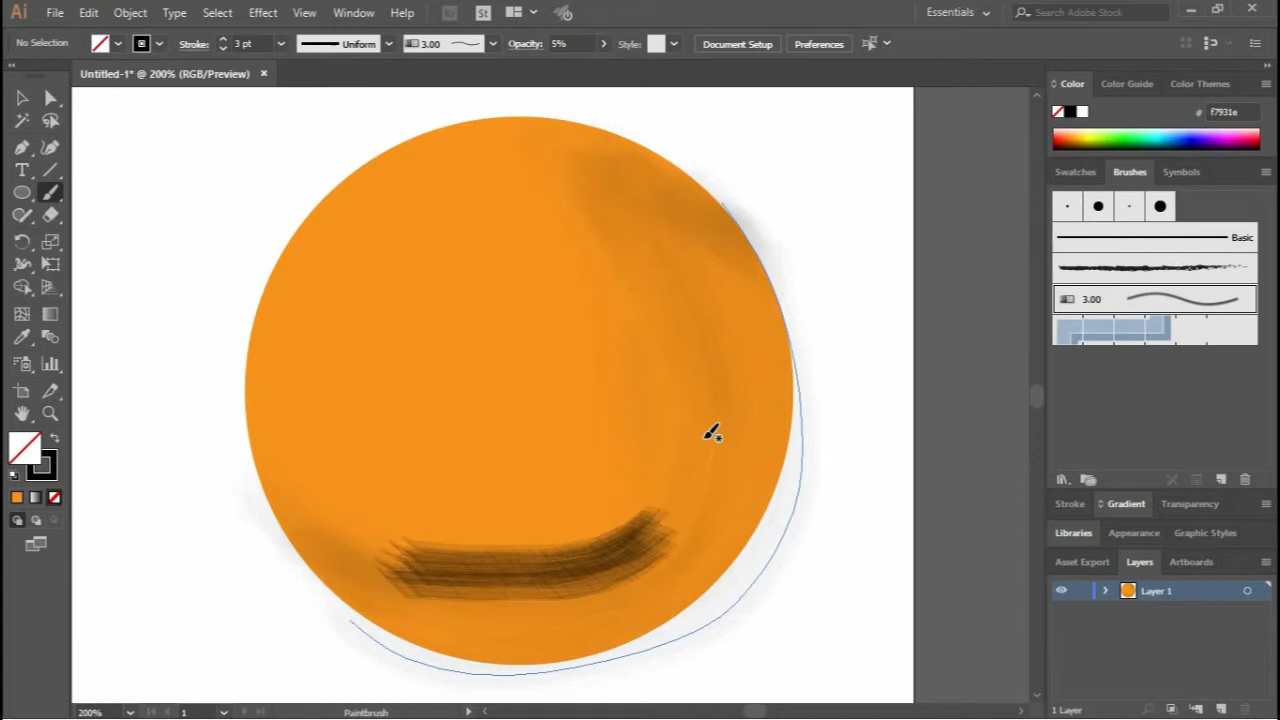 Ai File Edit Object Type Select Effect View Window Help Br St Essentials Search Adobe Stock
No Selection Stroke: 3 pt Uniform 3.00 Opacity: 5% Style: Document Setup Preferences
Untitled-1* @ 200% (RGB/Preview) ×
Color Color Guide Color Themes
# f7931e
Swatches Brushes Symbols
Basic
3.00
Stroke Gradient Transparency
Libraries Appearance Graphic Styles
Asset Export Layers Artboards
Layer 1
1 Layer
200% 1 Paintbrush